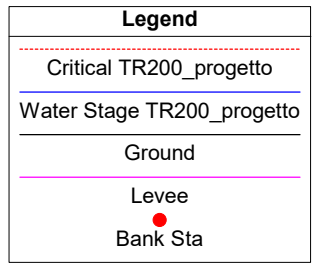 Legend
Critical TR200_progetto
Water Stage TR200_progetto
Ground
Levee
Bank Sta